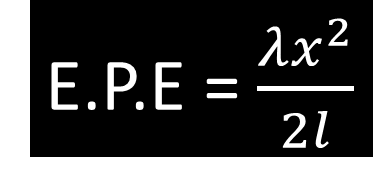 E.P.E = λx²/2l